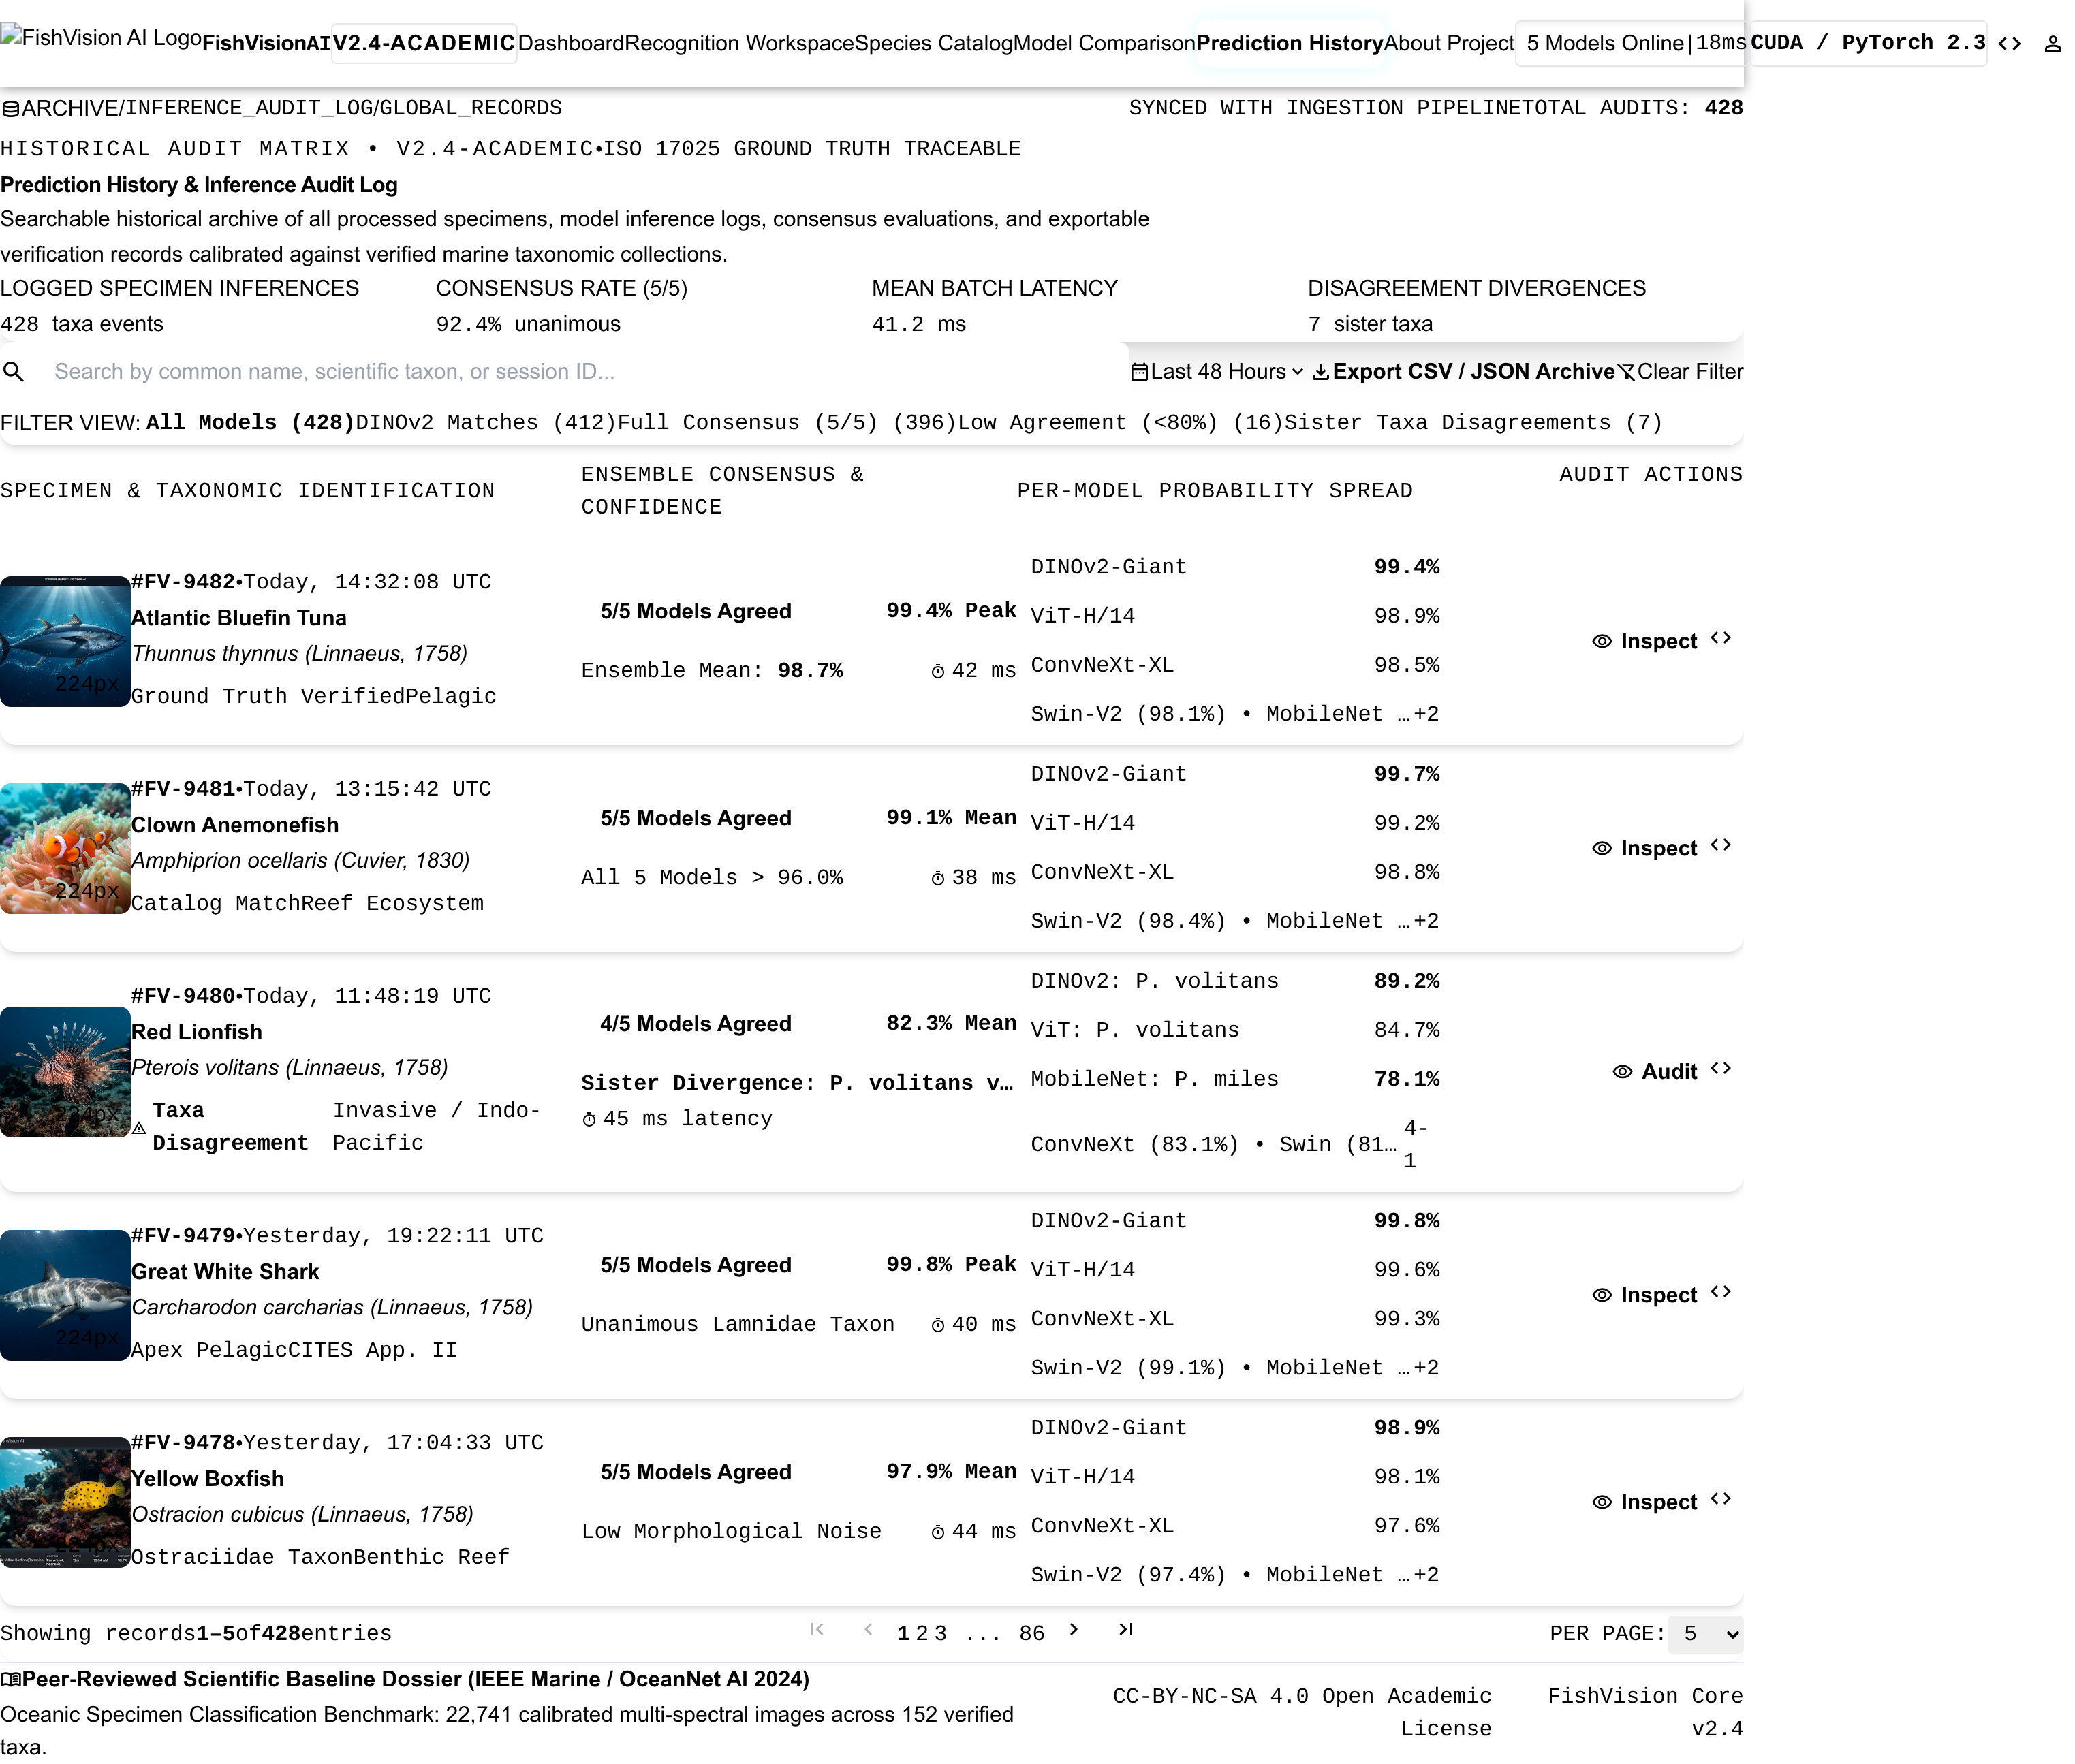 FishVision AI Logo FishVisionAI V2.4-ACADEMIC Dashboard Recognition Workspace Species Catalog Model Comparison Prediction History About Project 5 Models Online | 18ms CUDA / PyTorch 2.3
ARCHIVE/INFERENCE_AUDIT_LOG/GLOBAL_RECORDS SYNCED WITH INGESTION PIPELINE TOTAL AUDITS: 428
HISTORICAL AUDIT MATRIX • V2.4-ACADEMIC•ISO 17025 GROUND TRUTH TRACEABLE
Prediction History & Inference Audit Log
Searchable historical archive of all processed specimens, model inference logs, consensus evaluations, and exportable
verification records calibrated against verified marine taxonomic collections.
LOGGED SPECIMEN INFERENCES CONSENSUS RATE (5/5) MEAN BATCH LATENCY DISAGREEMENT DIVERGENCES
428 taxa events 92.4% unanimous 41.2 ms 7 sister taxa
Search by common name, scientific taxon, or session ID... Last 48 Hours Export CSV / JSON Archive Clear Filter
FILTER VIEW: All Models (428) DINOv2 Matches (412) Full Consensus (5/5) (396) Low Agreement (<80%) (16) Sister Taxa Disagreements (7)
SPECIMEN & TAXONOMIC IDENTIFICATION
ENSEMBLE CONSENSUS &
CONFIDENCE
PER-MODEL PROBABILITY SPREAD
AUDIT ACTIONS
224px
#FV-9482•Today, 14:32:08 UTC
Atlantic Bluefin Tuna
Thunnus thynnus (Linnaeus, 1758)
Ground Truth Verified Pelagic
5/5 Models Agreed 99.4% Peak
Ensemble Mean: 98.7% 42 ms
DINOv2-Giant 99.4%
ViT-H/14 98.9%
ConvNeXt-XL 98.5%
Swin-V2 (98.1%) • MobileNet … +2
Inspect
224px
#FV-9481•Today, 13:15:42 UTC
Clown Anemonefish
Amphiprion ocellaris (Cuvier, 1830)
Catalog Match Reef Ecosystem
5/5 Models Agreed 99.1% Mean
All 5 Models > 96.0% 38 ms
DINOv2-Giant 99.7%
ViT-H/14 99.2%
ConvNeXt-XL 98.8%
Swin-V2 (98.4%) • MobileNet … +2
Inspect
224px
#FV-9480•Today, 11:48:19 UTC
Red Lionfish
Pterois volitans (Linnaeus, 1758)
Taxa
Disagreement
Invasive / Indo-
Pacific
4/5 Models Agreed 82.3% Mean
Sister Divergence: P. volitans v…
45 ms latency
DINOv2: P. volitans 89.2%
ViT: P. volitans 84.7%
MobileNet: P. miles 78.1%
ConvNeXt (83.1%) • Swin (81…
4-
1
Audit
224px
#FV-9479•Yesterday, 19:22:11 UTC
Great White Shark
Carcharodon carcharias (Linnaeus, 1758)
Apex Pelagic CITES App. II
5/5 Models Agreed 99.8% Peak
Unanimous Lamnidae Taxon 40 ms
DINOv2-Giant 99.8%
ViT-H/14 99.6%
ConvNeXt-XL 99.3%
Swin-V2 (99.1%) • MobileNet … +2
Inspect
224px
#FV-9478•Yesterday, 17:04:33 UTC
Yellow Boxfish
Ostracion cubicus (Linnaeus, 1758)
Ostraciidae Taxon Benthic Reef
5/5 Models Agreed 97.9% Mean
Low Morphological Noise 44 ms
DINOv2-Giant 98.9%
ViT-H/14 98.1%
ConvNeXt-XL 97.6%
Swin-V2 (97.4%) • MobileNet … +2
Inspect
Showing records 1–5 of 428 entries 1 2 3 ... 86 PER PAGE: 5
Peer-Reviewed Scientific Baseline Dossier (IEEE Marine / OceanNet AI 2024)
Oceanic Specimen Classification Benchmark: 22,741 calibrated multi-spectral images across 152 verified
taxa.
CC-BY-NC-SA 4.0 Open Academic
License
FishVision Core
v2.4